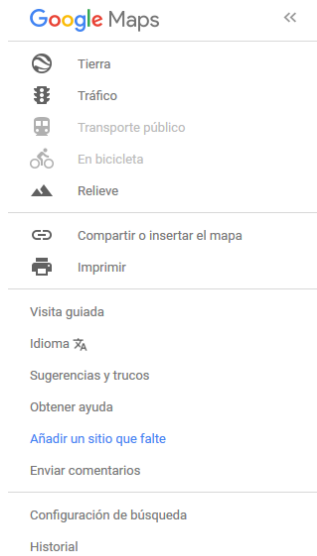 Google Maps
Tierra
Tráfico
Transporte público
En bicicleta
Relieve
Compartir o insertar el mapa
Imprimir
Visita guiada
Idioma
Sugerencias y trucos
Obtener ayuda
Añadir un sitio que falte
Enviar comentarios
Configuración de búsqueda
Historial